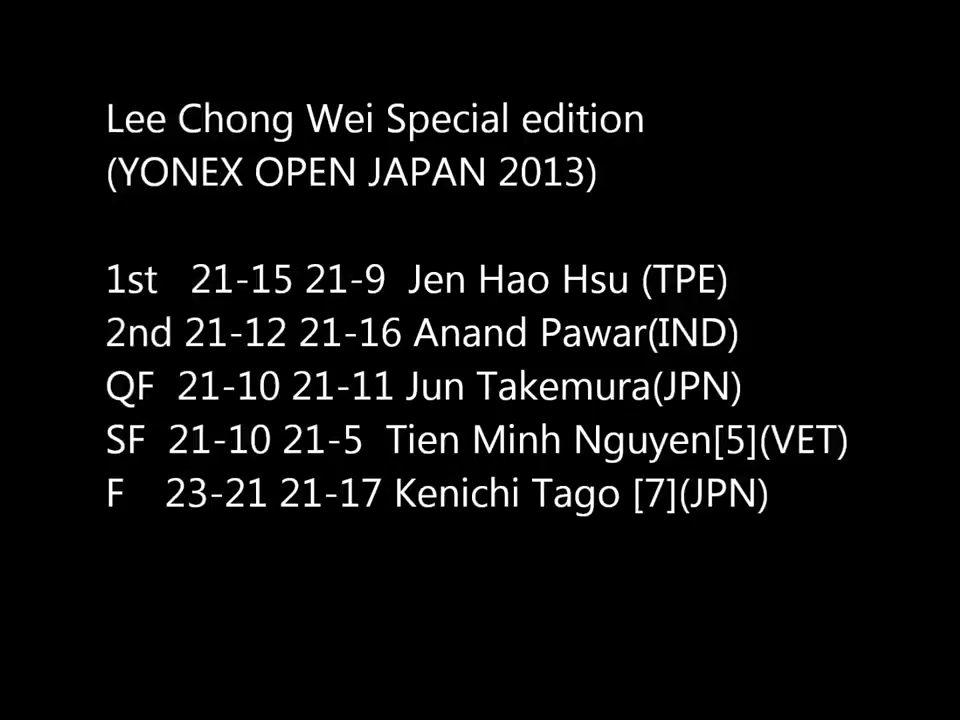 Lee Chong Wei Special edition
(YONEX OPEN JAPAN 2013)
1st 21-15 21-9 Jen Hao Hsu (TPE)
2nd 21-12 21-16 Anand Pawar(IND)
QF 21-10 21-11 Jun Takemura(JPN)
SF 21-10 21-5 Tien Minh Nguyen[5](VET)
F 23-21 21-17 Kenichi Tago [7](JPN)